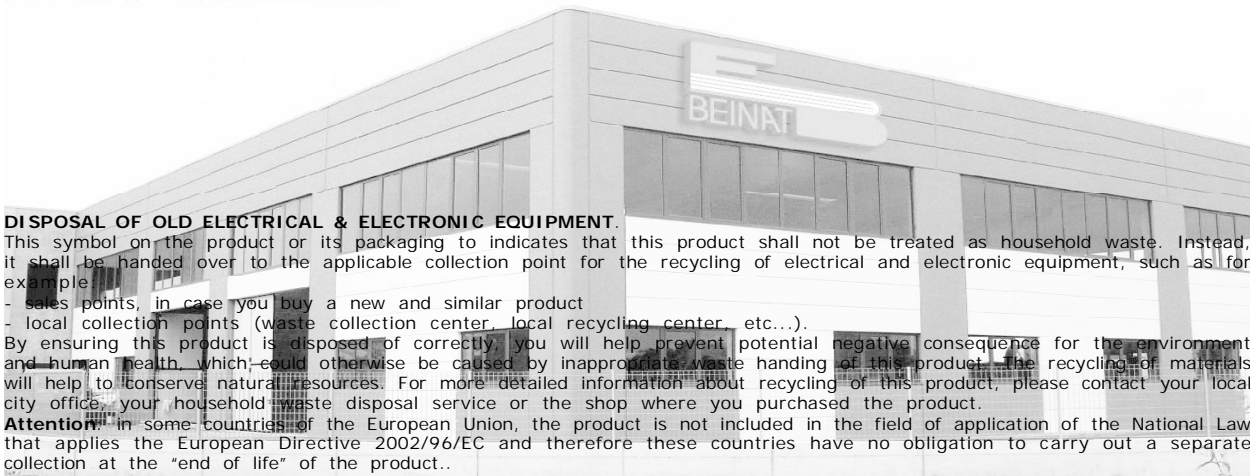 BEINAT
DISPOSAL OF OLD ELECTRICAL & ELECTRONIC EQUIPMENT.
This symbol on the product or its packaging to indicates that this product shall not be treated as household waste. Instead,
it shall be handed over to the applicable collection point for the recycling of electrical and electronic equipment, such as for
example:
- sales points, in case you buy a new and similar product
- local collection points (waste collection center, local recycling center, etc...).
By ensuring this product is disposed of correctly, you will help prevent potential negative consequence for the environment
and human health, which could otherwise be caused by inappropriate waste handing of this product. The recycling of materials
will help to conserve natural resources. For more detailed information about recycling of this product, please contact your local
city office, your household waste disposal service or the shop where you purchased the product.
Attention: in some countries of the European Union, the product is not included in the field of application of the National Law
that applies the European Directive 2002/96/EC and therefore these countries have no obligation to carry out a separate
collection at the “end of life” of the product..